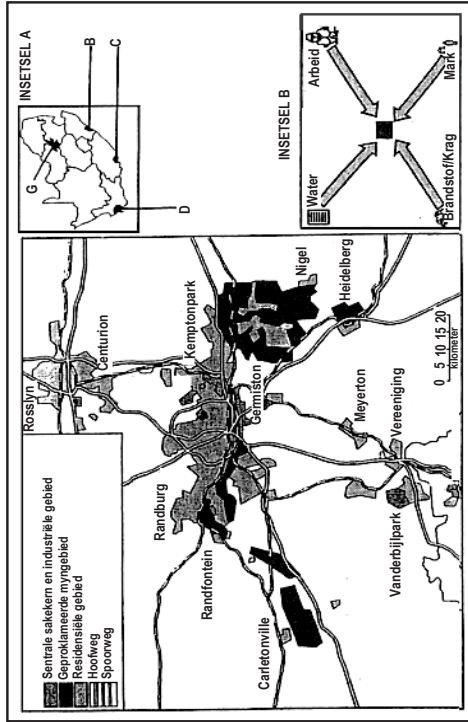 Sentrale sakekern en industriële gebied
Geproklameerde myngebied
Residensiële gebied
Hoofweg
Spoorweg
Rosslyn
Centurion
Kemptonpark
Randburg
Randfontein
Germiston
Nigel
Heidelberg
Carletonville
Meyerton
Vereeniging
Vanderbijlpark
0 5 10 15 20
kilometer
INSETSEL A
G
B
C
D
INSETSEL B
Water
Arbeid
Brandstof/Krag
Mark